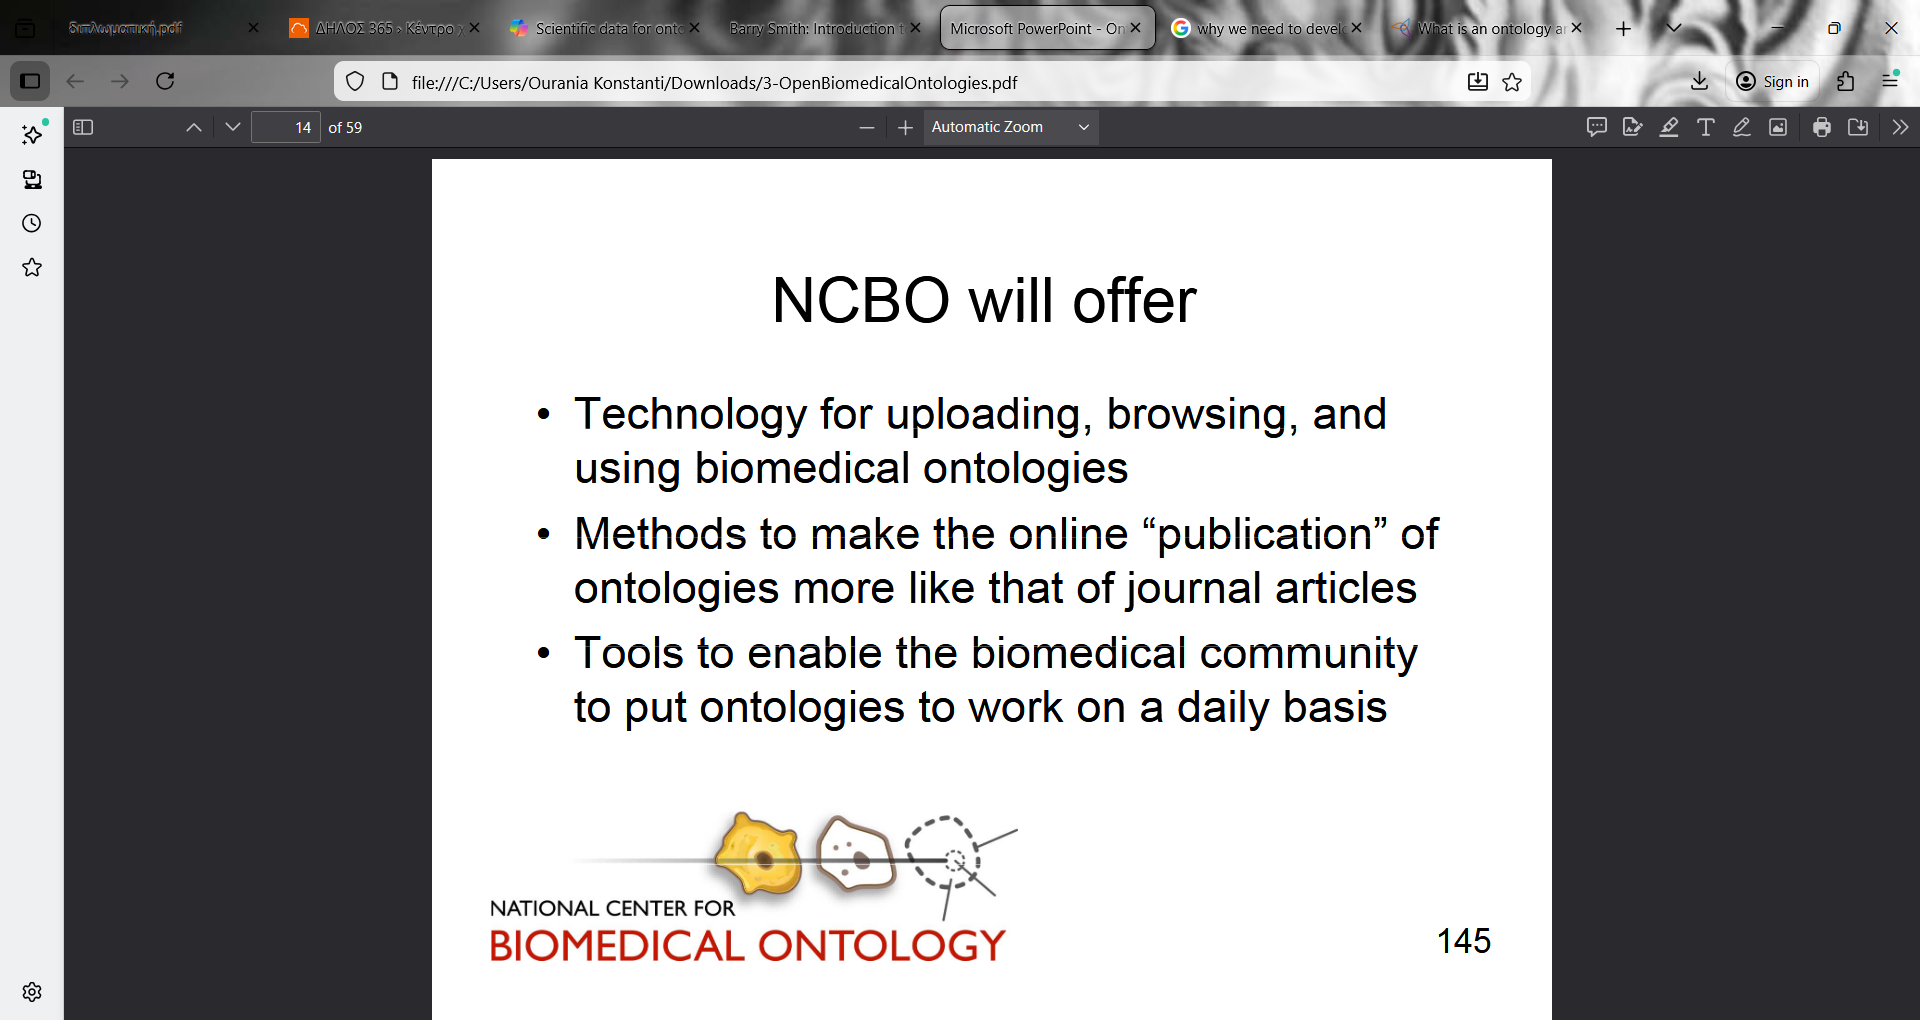 διπλωματική.pdf
ΔΗΛΟΣ 365 › Κέντρο
Scientific data for onto
Barry Smith: Introduction t
Microsoft PowerPoint - On
why we need to develo
What is an ontology an
file:///C:/Users/Ourania Konstanti/Downloads/3-OpenBiomedicalOntologies.pdf
Sign in
14 of 59
Automatic Zoom
NCBO will offer
• Technology for uploading, browsing, and
using biomedical ontologies
• Methods to make the online “publication” of
ontologies more like that of journal articles
• Tools to enable the biomedical community
to put ontologies to work on a daily basis
NATIONAL CENTER FOR
BIOMEDICAL ONTOLOGY
145